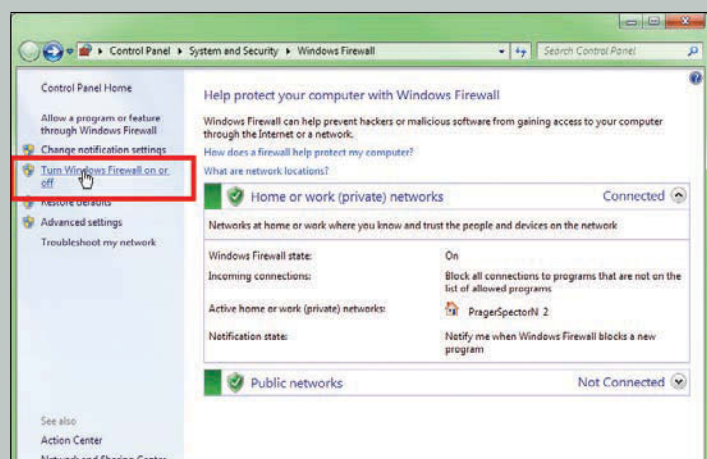 Control Panel ▸ System and Security ▸ Windows Firewall
Search Control Panel
Control Panel Home
Allow a program or feature
through Windows Firewall
Change notification settings
Turn Windows Firewall on or
off
Restore defaults
Advanced settings
Troubleshoot my network
See also
Action Center
Network and Sharing Center
Help protect your computer with Windows Firewall
Windows Firewall can help prevent hackers or malicious software from gaining access to your computer
through the Internet or a network.
How does a firewall help protect my computer?
What are network locations?
Home or work (private) networks Connected
Networks at home or work where you know and trust the people and devices on the network
Windows Firewall state: On
Incoming connections: Block all connections to programs that are not on the
list of allowed programs
Active home or work (private) networks: PragerSpectorN 2
Notification state: Notify me when Windows Firewall blocks a new
program
Public networks Not Connected